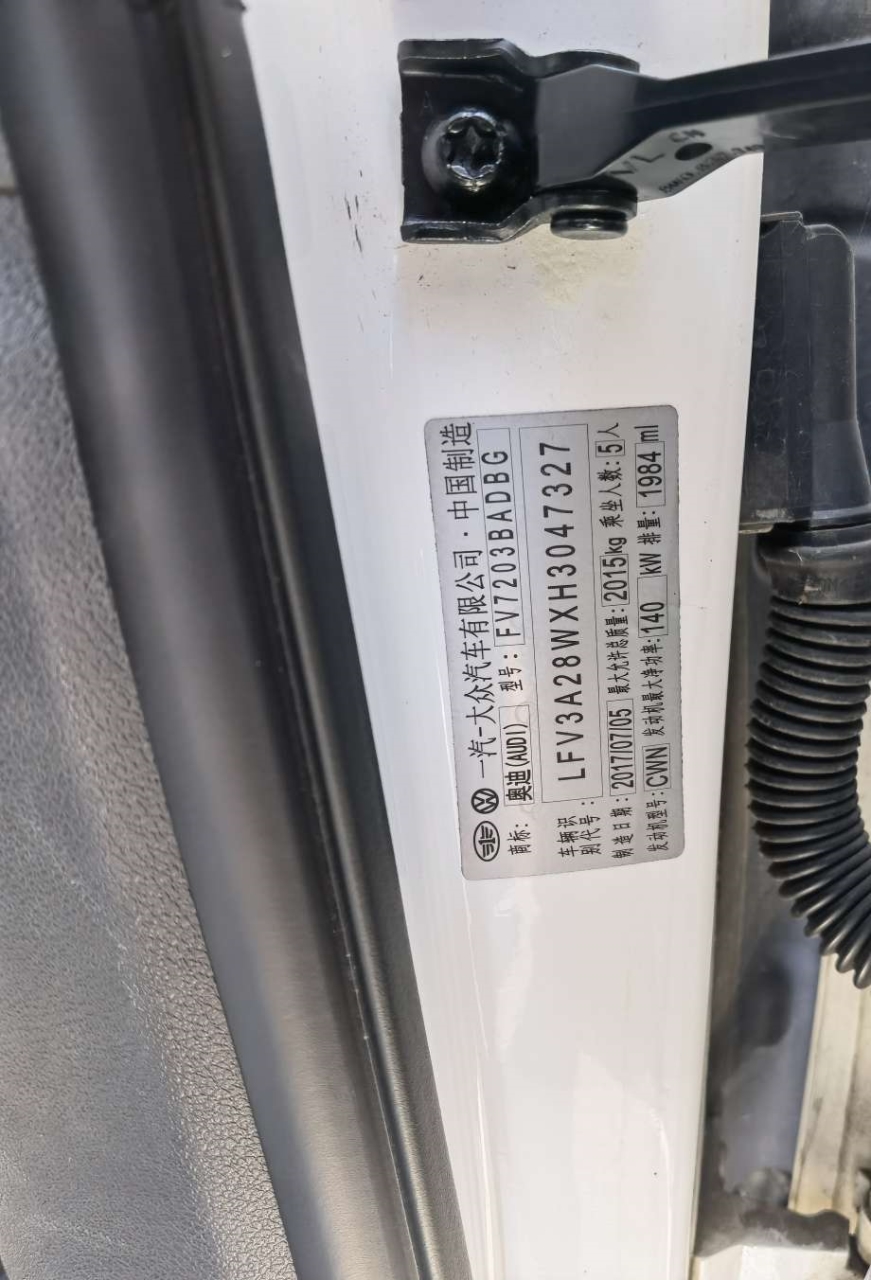 一汽-大众汽车有限公司·中国制造
商标: 奥迪(AUDI) 型号: FV7203BADBG
车辆识别代号: LFV3A28WXH3047327
制造日期: 2017/07/05 最大允许总质量: 2015kg 乘坐人数: 5人
发动机型号: CWN 发动机最大净功率: 140 kW 排量: 1984 ml
VL CN